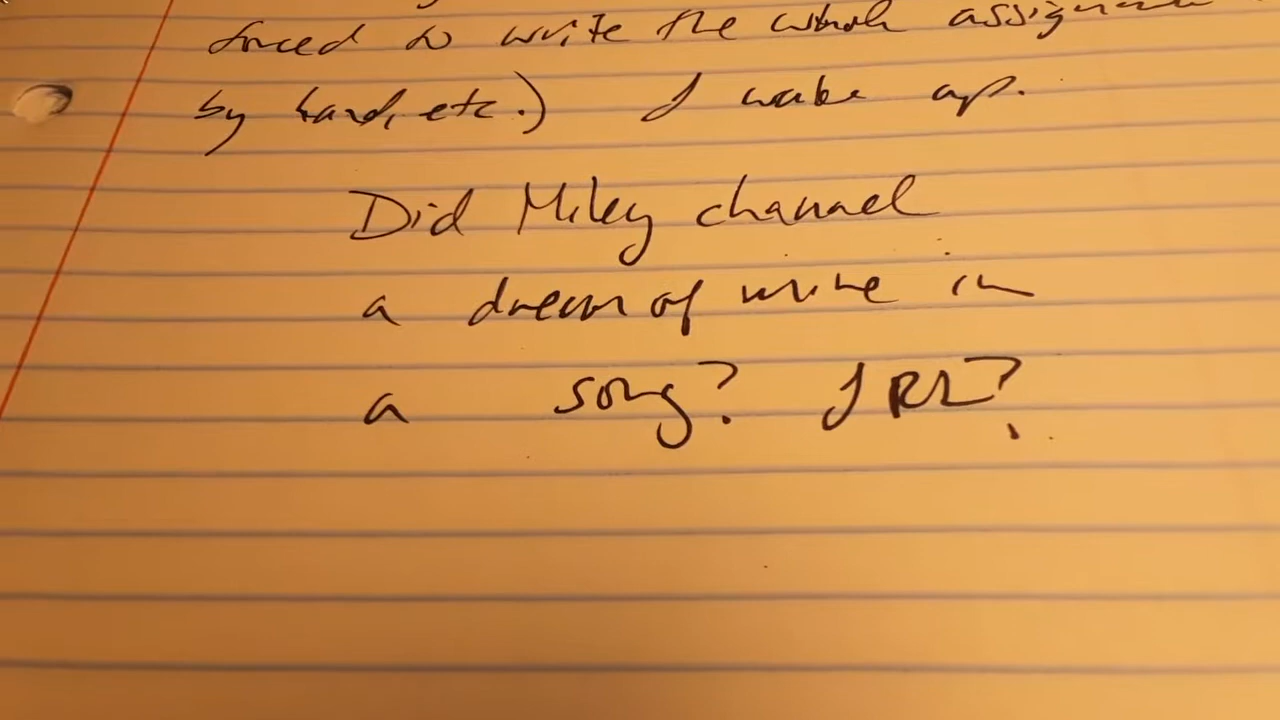 forced to write the whole assignment
by hand, etc.) I wake up.
Did Miley channel
a dream of mine in
a song? IRL?